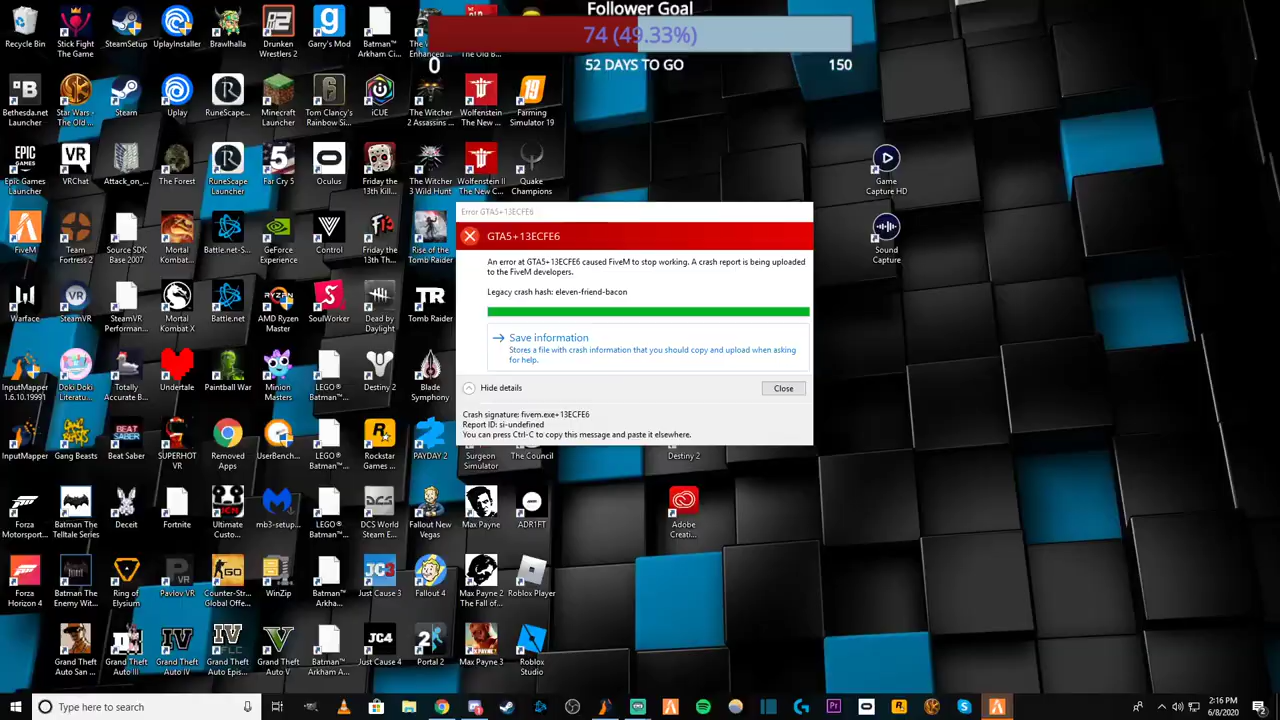 Follower Goal
74 (49.33%)
0
52 DAYS TO GO
150
Recycle Bin
Stick Fight The Game
SteamSetup
UplayInstaller
Brawlhalla
Drunken Wrestlers 2
Garry's Mod
Batman™ Arkham Ci...
Enhanced ...
The Old B...
Bethesda.net Launcher
Star Wars - The Old ...
Steam
Uplay
RuneScape...
Minecraft Launcher
Tom Clancy's Rainbow Si...
iCUE
The Witcher 2 Assassins ...
Wolfenstein The New ...
Farming Simulator 19
Epic Games Launcher
VRChat
Attack_on_...
The Forest
RuneScape Launcher
Far Cry 5
Oculus
Friday the 13th Kill...
The Witcher 3 Wild Hunt
Wolfenstein II The New C...
Quake Champions
Game Capture HD
FiveM
Team Fortress 2
Source SDK Base 2007
Mortal Kombat...
Battle.net-S...
GeForce Experience
Control
Friday the 13th Th...
Rise of the Tomb Raider
Sound Capture
Warface
SteamVR
SteamVR Performan...
Mortal Kombat X
Battle.net
AMD Ryzen Master
SoulWorker
Dead by Daylight
Tomb Raider
InputMapper 1.6.10.19991
Doki Doki Literatu...
Totally Accurate B...
Undertale
Paintball War
Minion Masters
LEGO® Batman™...
Destiny 2
Blade Symphony
InputMapper
Gang Beasts
Beat Saber
SUPERHOT VR
Removed Apps
UserBench...
LEGO® Batman™...
Rockstar Games ...
PAYDAY 2
Surgeon Simulator
The Council
Destiny 2
Forza Motorsport...
Batman The Telltale Series
Deceit
Fortnite
Ultimate Custo...
mb3-setup...
LEGO® Batman™...
DCS World Steam E...
Fallout New Vegas
Max Payne
ADR1FT
Adobe Creati...
Forza Horizon 4
Batman The Enemy Wit...
Ring of Elysium
Pavlov VR
Counter-Str... Global Offe...
WinZip
Batman™ Arkha...
Just Cause 3
Fallout 4
Max Payne 2 The Fall of...
Roblox Player
Grand Theft Auto San ...
Grand Theft Auto III
Grand Theft Auto IV
Grand Theft Auto Epis...
Grand Theft Auto V
Batman™ Arkham A...
Just Cause 4
Portal 2
Max Payne 3
Roblox Studio
Error GTA5+13ECFE6
GTA5+13ECFE6
An error at GTA5+13ECFE6 caused FiveM to stop working. A crash report is being uploaded
to the FiveM developers.
Legacy crash hash: eleven-friend-bacon
Save information
Stores a file with crash information that you should copy and upload when asking
for help.
Hide details
Close
Crash signature: fivem.exe+13ECFE6
Report ID: si-undefined
You can press Ctrl-C to copy this message and paste it elsewhere.
Type here to search
2:16 PM
6/8/2020